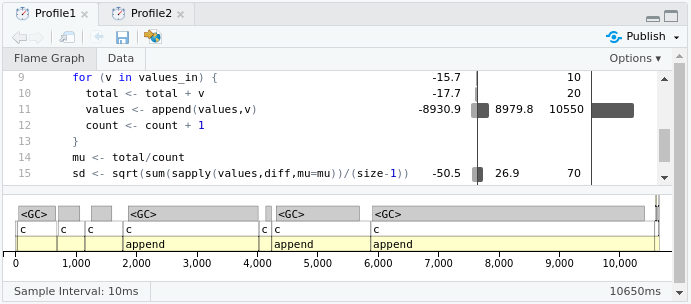 Profile1 × Profile2 ×
Publish
Flame Graph Data Options ▾
9 for (v in values_in) { -15.7 10
10 total <- total + v -17.7 20
11 values <- append(values,v) -8930.9 8979.8 10550
12 count <- count + 1
13 }
14 mu <- total/count
15 sd <- sqrt(sum(sapply(values,diff,mu=mu))/(size-1)) -50.5 26.9 70
<GC> <GC> <GC> <GC>
c c c c c c c
append append append
0 1,000 2,000 3,000 4,000 5,000 6,000 7,000 8,000 9,000 10,000
Sample Interval: 10ms 10650ms